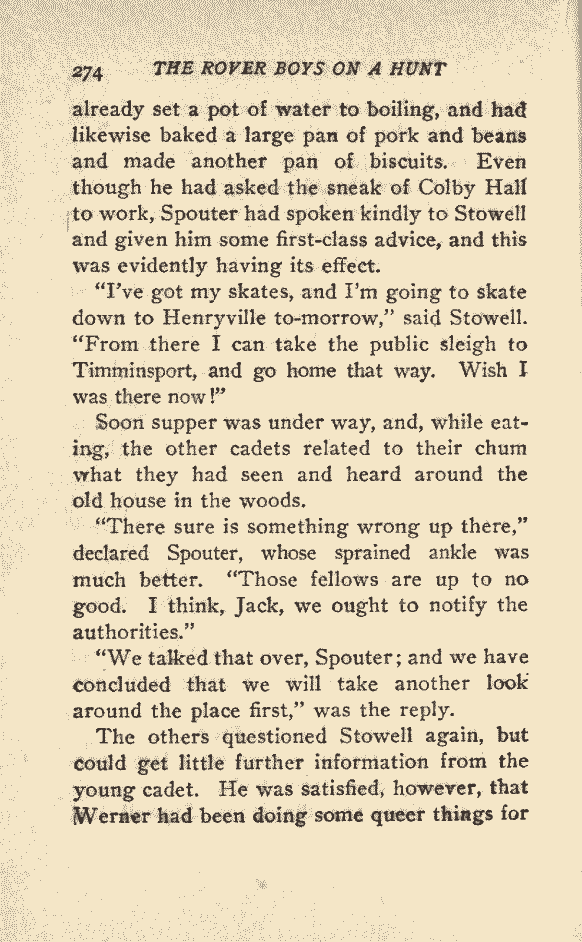 274 THE ROVER BOYS ON A HUNT
already set a pot of water to boiling, and had
likewise baked a large pan of pork and beans
and made another pan of biscuits. Even
though he had asked the sneak of Colby Hall
to work, Spouter had spoken kindly to Stowell
and given him some first-class advice, and this
was evidently having its effect.
“I’ve got my skates, and I’m going to skate
down to Henryville to-morrow,” said Stowell.
“From there I can take the public sleigh to
Timminsport, and go home that way. Wish I
was there now!”
Soon supper was under way, and, while eat-
ing, the other cadets related to their chum
what they had seen and heard around the
old house in the woods.
“There sure is something wrong up there,”
declared Spouter, whose sprained ankle was
much better. “Those fellows are up to no
good. I think, Jack, we ought to notify the
authorities.”
“We talked that over, Spouter; and we have
concluded that we will take another look
around the place first,” was the reply.
The others questioned Stowell again, but
could get little further information from the
young cadet. He was satisfied, however, that
Werner had been doing some queer things for